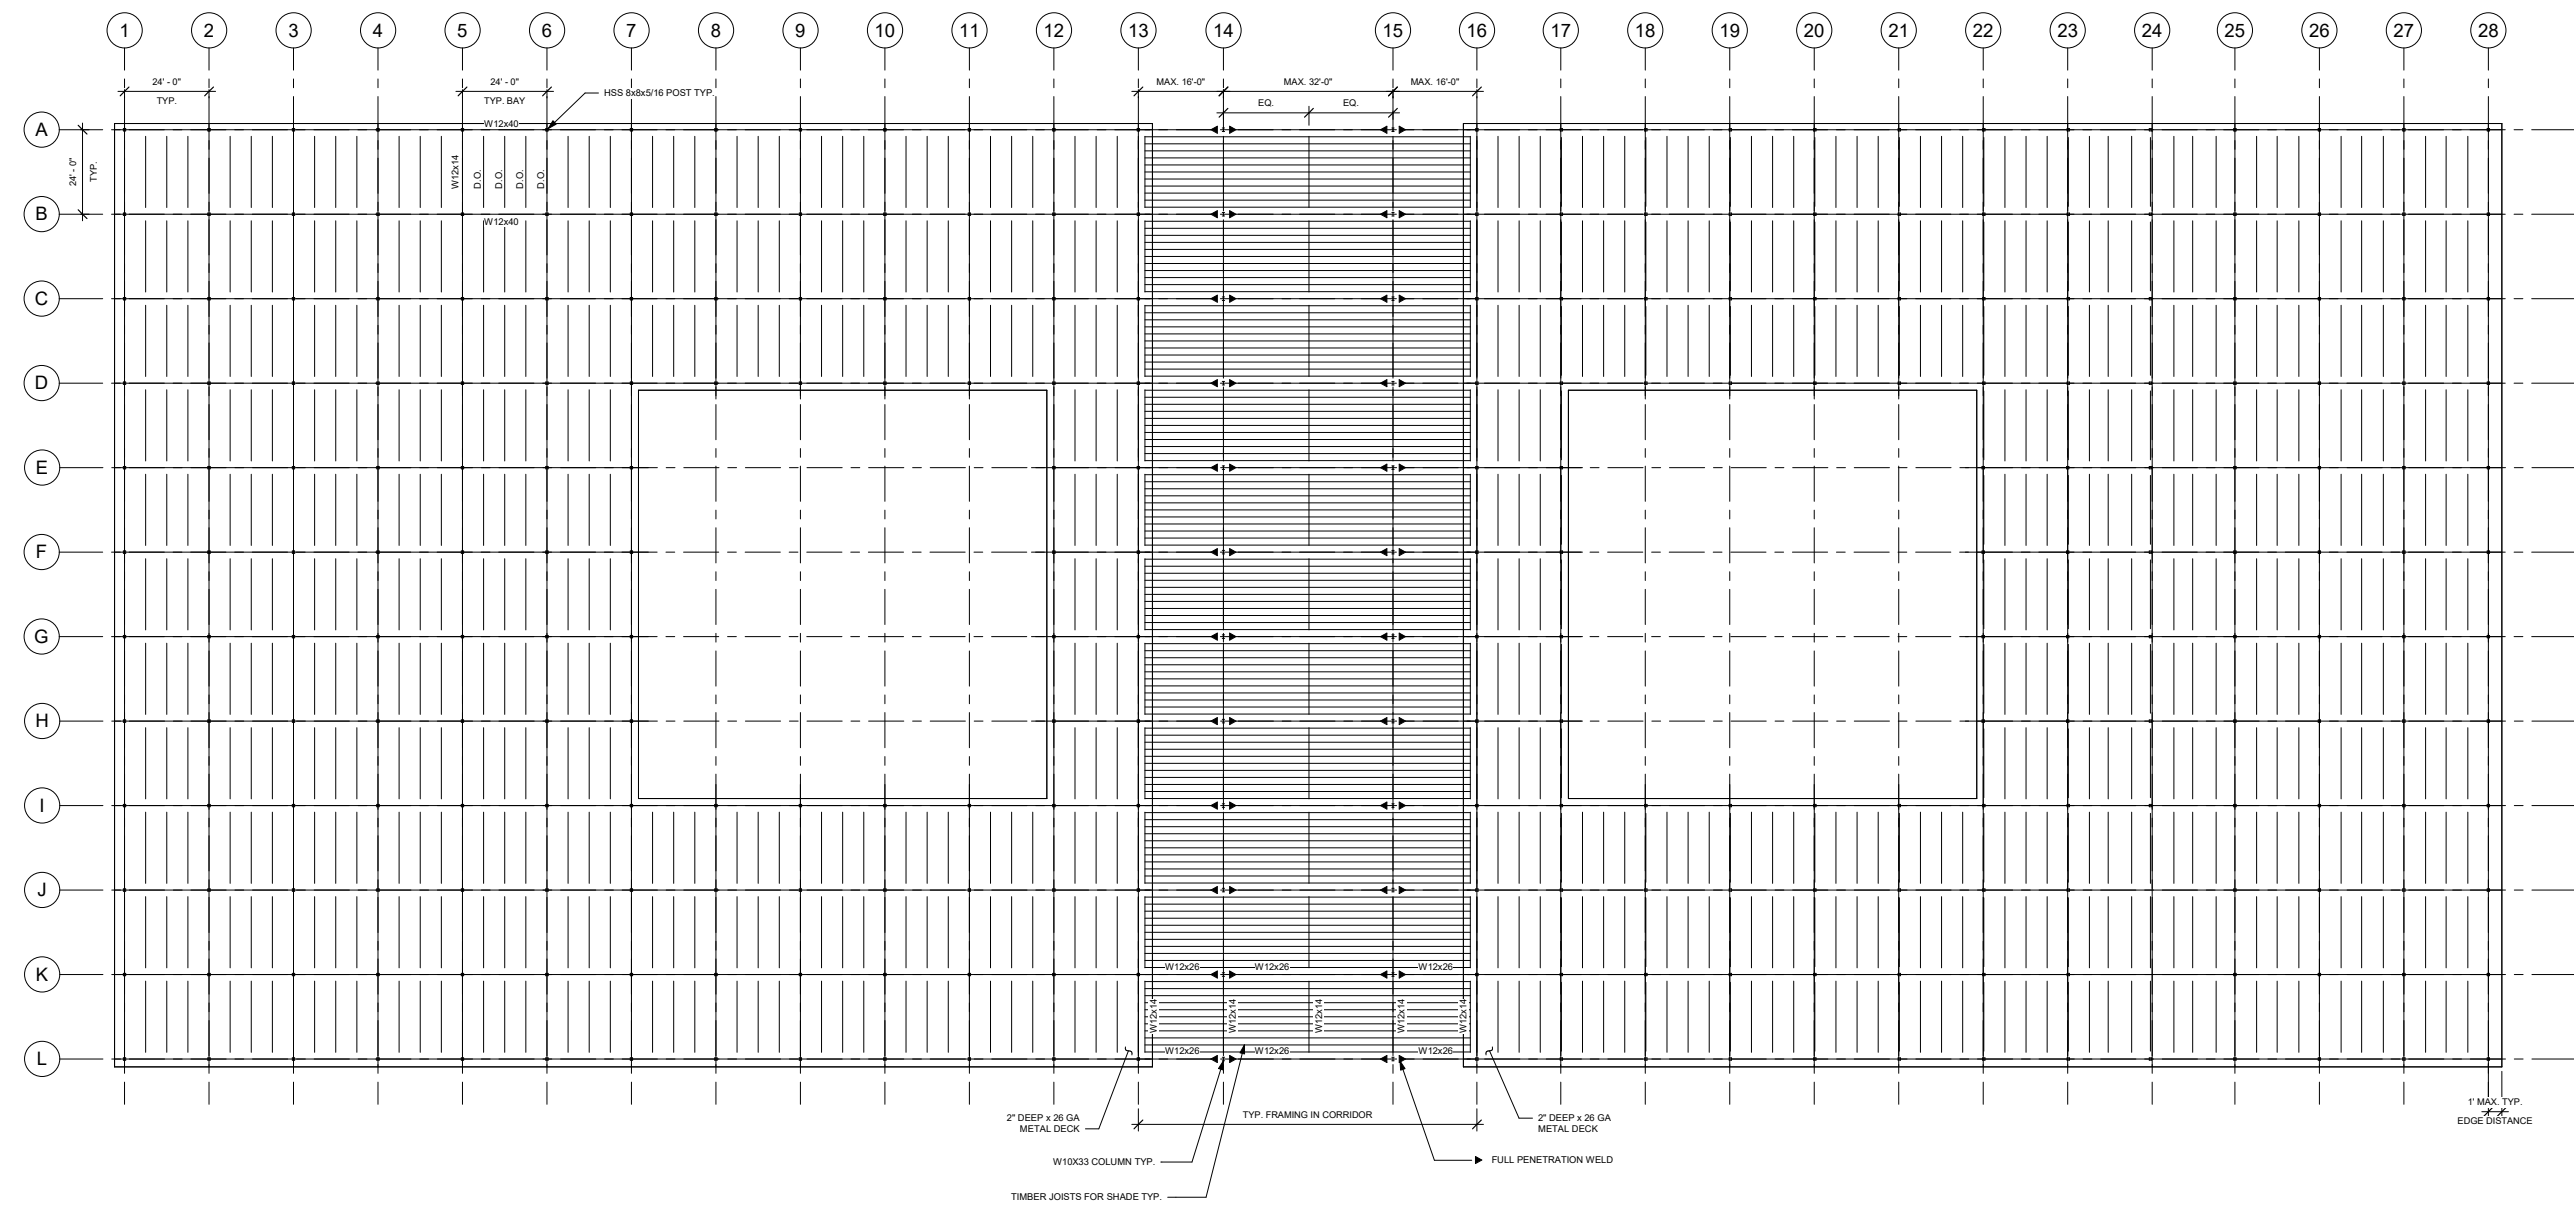 1 2 3 4 5 6 7 8 9 10 11 12 13 14 15 16 17 18 19 20 21 22 23 24 25 26 27 28
24' - 0"
TYP.
24' - 0"
TYP. BAY
HSS 8x8x5/16 POST TYP.
MAX. 16'-0"
MAX. 32'-0"
MAX. 16'-0"
EQ.
EQ.
A
W12x40
24' - 0"
TYP.
W12x14
D.O.
D.O.
D.O.
D.O.
B
W12x40
C
D
E
F
G
H
I
J
K
W12x26
W12x26
W12x26
W12x14
W12x14
W12x14
W12x14
W12x14
W12x26
W12x26
W12x26
L
2" DEEP x 26 GA
METAL DECK
TYP. FRAMING IN CORRIDOR
2" DEEP x 26 GA
METAL DECK
1' MAX. TYP.
EDGE DISTANCE
W10X33 COLUMN TYP.
FULL PENETRATION WELD
TIMBER JOISTS FOR SHADE TYP.